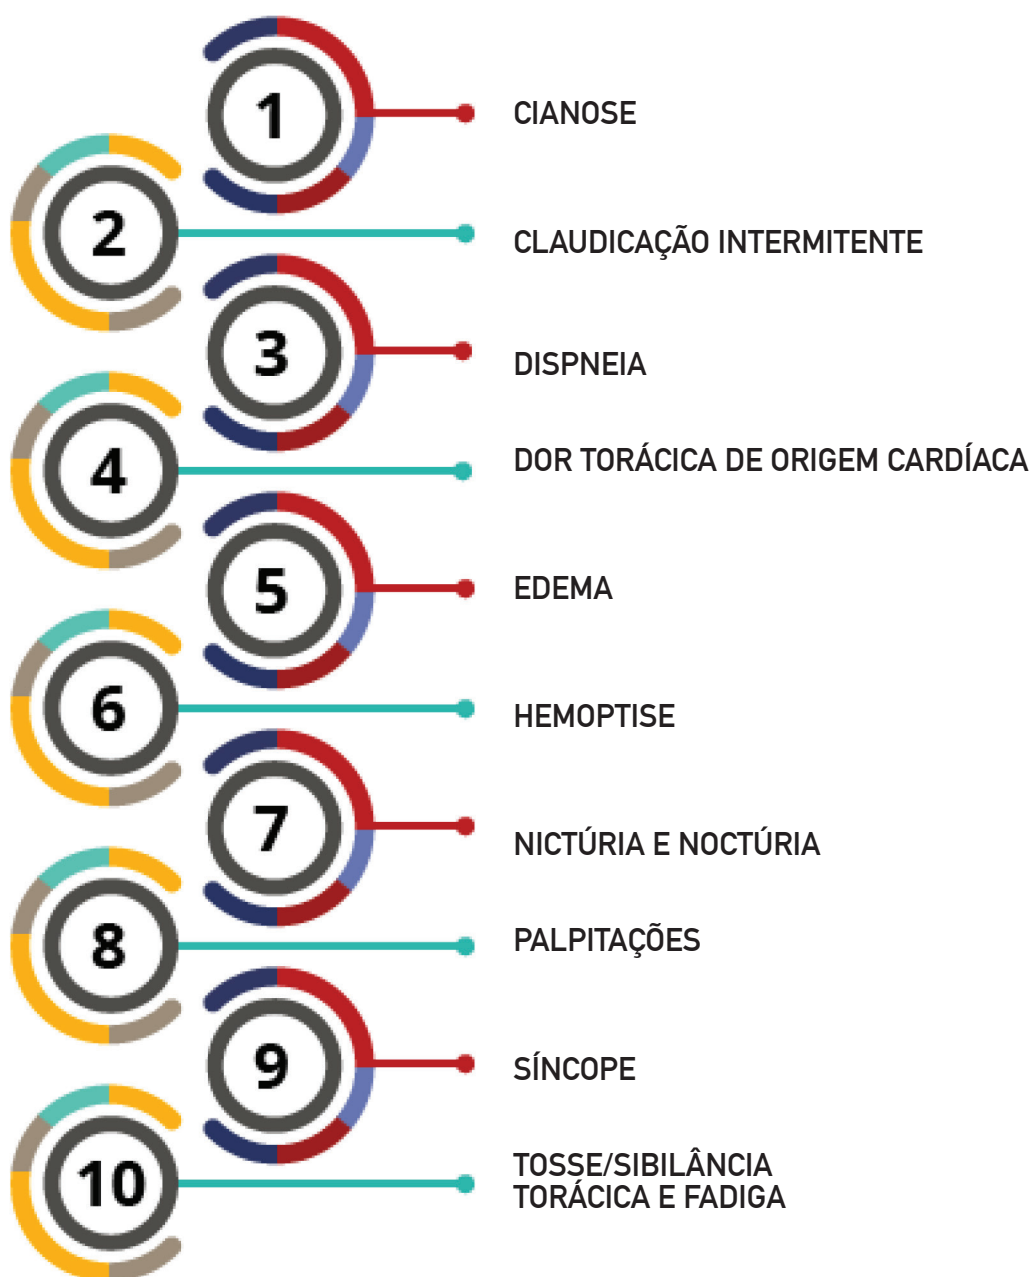 1
CIANOSE
2
CLAUDICAÇÃO INTERMITENTE
3
DISPNEIA
4
DOR TORÁCICA DE ORIGEM CARDÍACA
5
EDEMA
6
HEMOPTISE
7
NICTÚRIA E NOCTÚRIA
8
PALPITAÇÕES
9
SÍNCOPE
10
TOSSE/SIBILÂNCIA
TORÁCICA E FADIGA